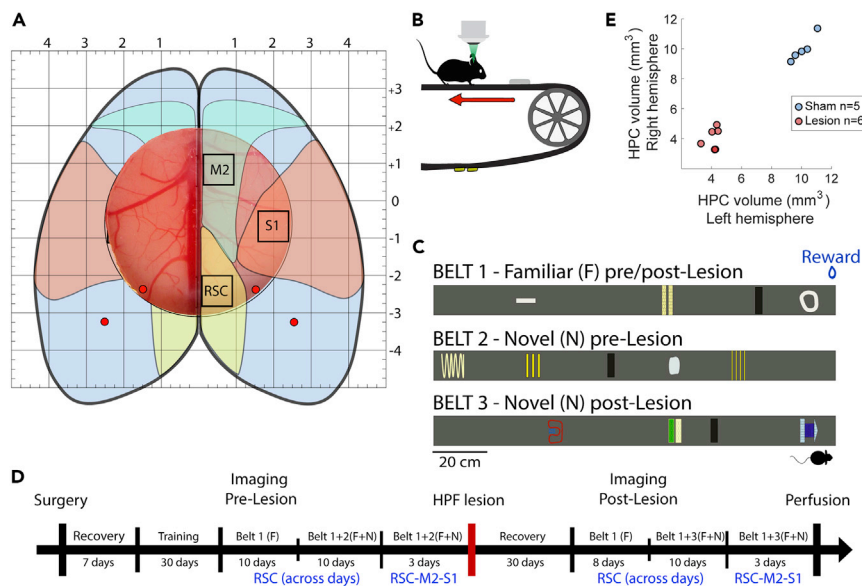 A
4 3 2 1 1 2 3 4
+3
+2
+1
0
-1
-2
-3
-4
M2
S1
RSC
B
E
HPC volume (mm³)
Right hemisphere
12
10
8
6
4
4 6 8 10 12
HPC volume (mm³)
Left hemisphere
Sham n=5
Lesion n=6
C
Reward
BELT 1 - Familiar (F) pre/post-Lesion
BELT 2 - Novel (N) pre-Lesion
BELT 3 - Novel (N) post-Lesion
20 cm
D
Surgery
Imaging
Pre-Lesion
HPF lesion
Imaging
Post-Lesion
Perfusion
Recovery Training Belt 1 (F) Belt 1+2(F+N) Belt 1+2(F+N) Recovery Belt 1 (F) Belt 1+3(F+N) Belt 1+3(F+N)
7 days 30 days 10 days 10 days 3 days 30 days 8 days 10 days 3 days
RSC (across days) RSC-M2-S1 RSC (across days) RSC-M2-S1